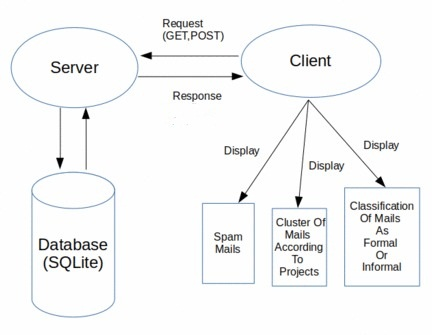 Request
(GET,POST)
Server
Client
Response
Display
Display
Display
Database
(SQLite)
Spam
Mails
Cluster Of
Mails
According
To
Projects
Classification
Of Mails
As
Formal
Or
Informal